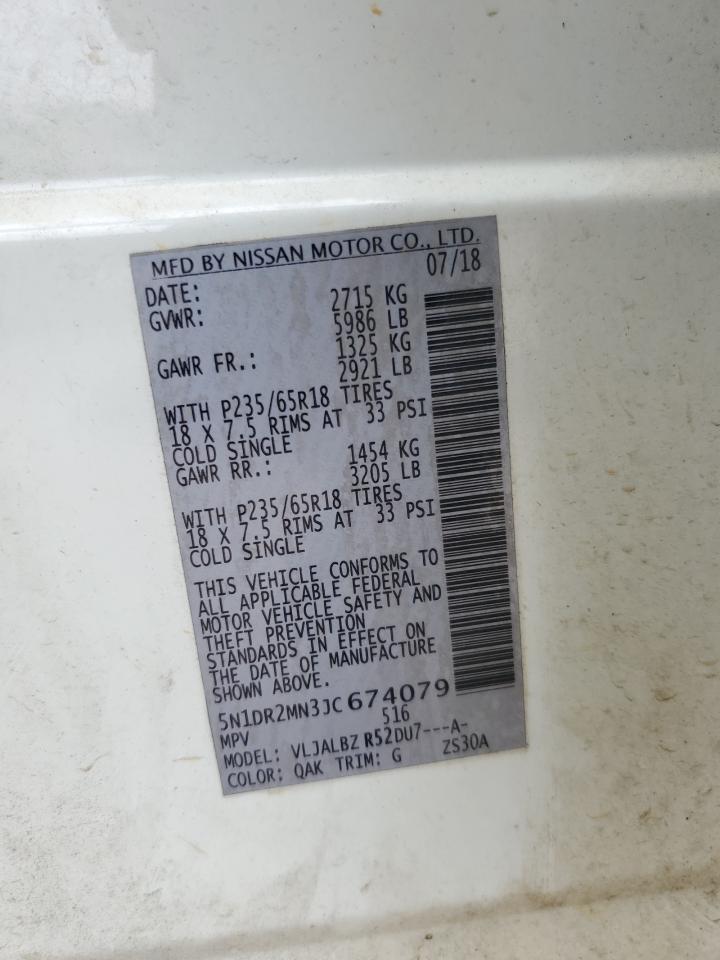 MFD BY NISSAN MOTOR CO., LTD.
DATE: 07/18
GVWR: 2715 KG
5986 LB
GAWR FR.: 1325 KG
2921 LB
WITH P235/65R18 TIRES
18 X 7.5 RIMS AT 33 PSI
COLD SINGLE
GAWR RR.: 1454 KG
3205 LB
WITH P235/65R18 TIRES
18 X 7.5 RIMS AT 33 PSI
COLD SINGLE
THIS VEHICLE CONFORMS TO
ALL APPLICABLE FEDERAL
MOTOR VEHICLE SAFETY AND
THEFT PREVENTION
STANDARDS IN EFFECT ON
THE DATE OF MANUFACTURE
SHOWN ABOVE.
5N1DR2MN3JC674079
MPV 516
MODEL: VLJALBZ R52DU7---A-
COLOR: QAK TRIM: G ZS30A